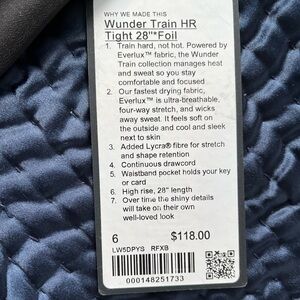 WHY WE MADE THIS
Wunder Train HR
Tight 28"*Foil
1. Train hard, not hot. Powered by
Everlux™ fabric, the Wunder
Train collection manages heat
and sweat so you stay
comfortable and focused
2. Our fastest drying fabric,
Everlux™ is ultra-breathable,
four-way stretch, and wicks
away sweat. It feels soft on
the outside and cool and sleek
next to skin
3. Added Lycra® fibre for stretch
and shape retention
4. Continuous drawcord
5. Waistband pocket holds your key
or card
6. High rise, 28" length
7. Over time the shiny details
will take on their own
well-loved look
6 $118.00
LW5DPYS RFXB
000148251733